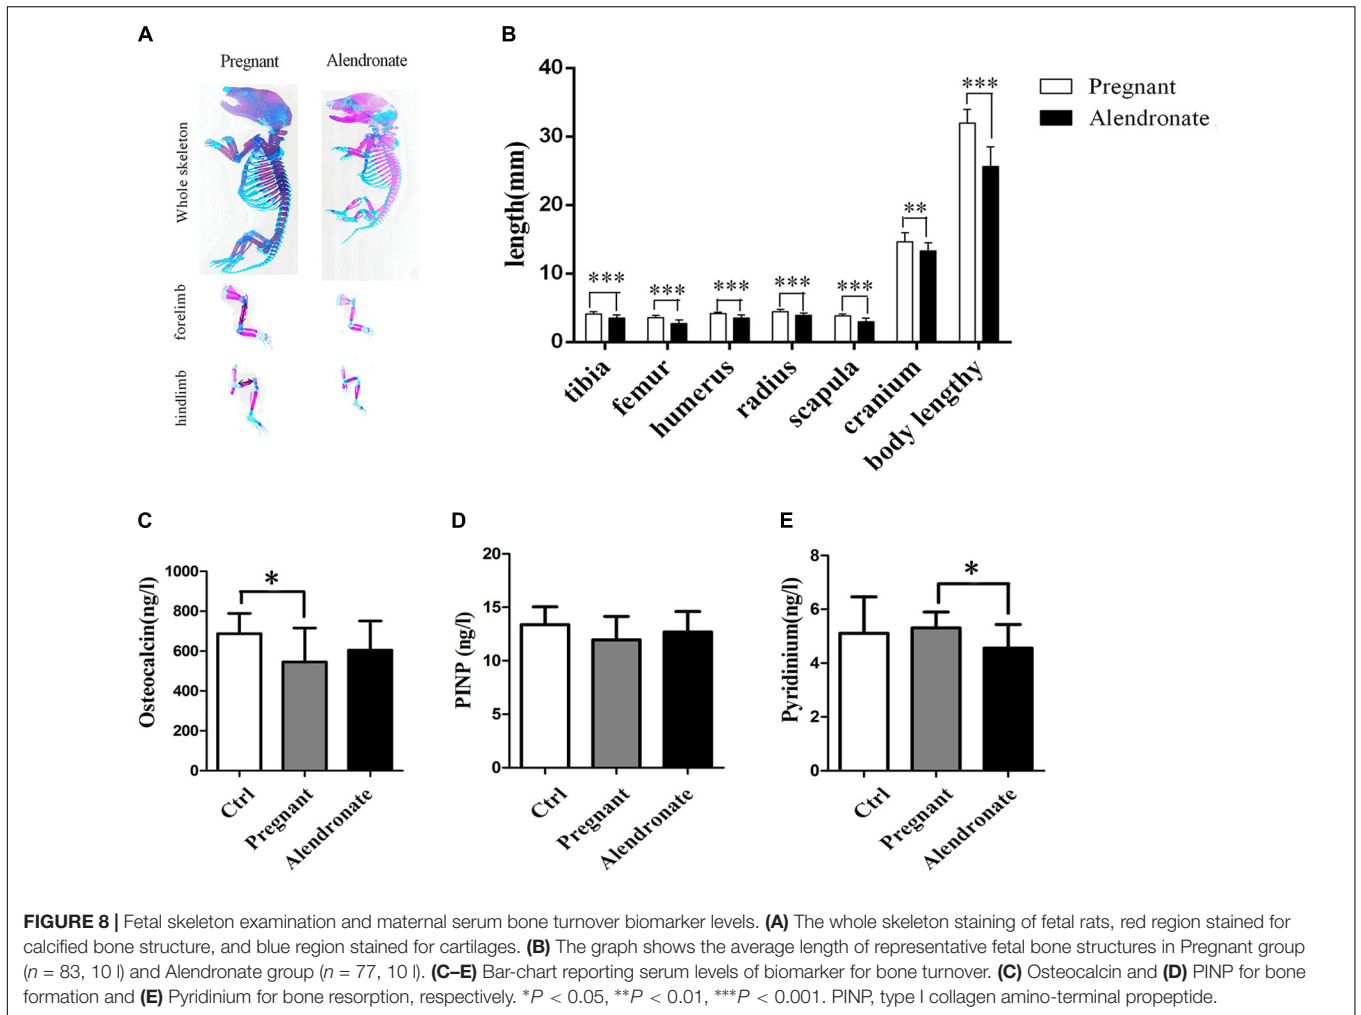 A
Pregnant
Alendronate
Whole skeleton
forelimb
hindlimb
B
length(mm)
40
30
20
10
0
***
***
***
***
***
**
***
tibia
femur
humerus
radius
scapula
cranium
body lengthy
Pregnant
Alendronate
C
Osteocalcin(ng/l)
1000
800
600
400
200
0
*
Ctrl
Pregnant
Alendronate
D
PINP (ng/l)
20
15
10
5
0
Ctrl
Pregnant
Alendronate
E
Pyridinium(ng/l)
8
6
4
2
0
*
Ctrl
Pregnant
Alendronate
FIGURE 8 | Fetal skeleton examination and maternal serum bone turnover biomarker levels. (A) The whole skeleton staining of fetal rats, red region stained for
calcified bone structure, and blue region stained for cartilages. (B) The graph shows the average length of representative fetal bone structures in Pregnant group
(n = 83, 10 l) and Alendronate group (n = 77, 10 l). (C–E) Bar-chart reporting serum levels of biomarker for bone turnover. (C) Osteocalcin and (D) PINP for bone
formation and (E) Pyridinium for bone resorption, respectively. *P < 0.05, **P < 0.01, ***P < 0.001. PINP, type I collagen amino-terminal propeptide.